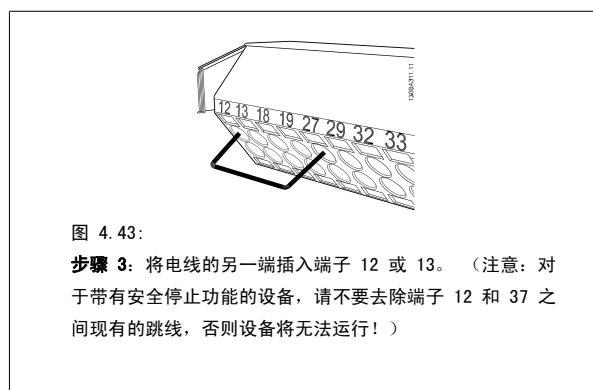 130BA311.11
12 13 18 19 27 29 32 33
图 4.43:
步骤 3: 将电线的另一端插入端子 12 或 13。 (注意: 对
于带有安全停止功能的设备, 请不要去除端子 12 和 37 之
间现有的跳线, 否则设备将无法运行! )